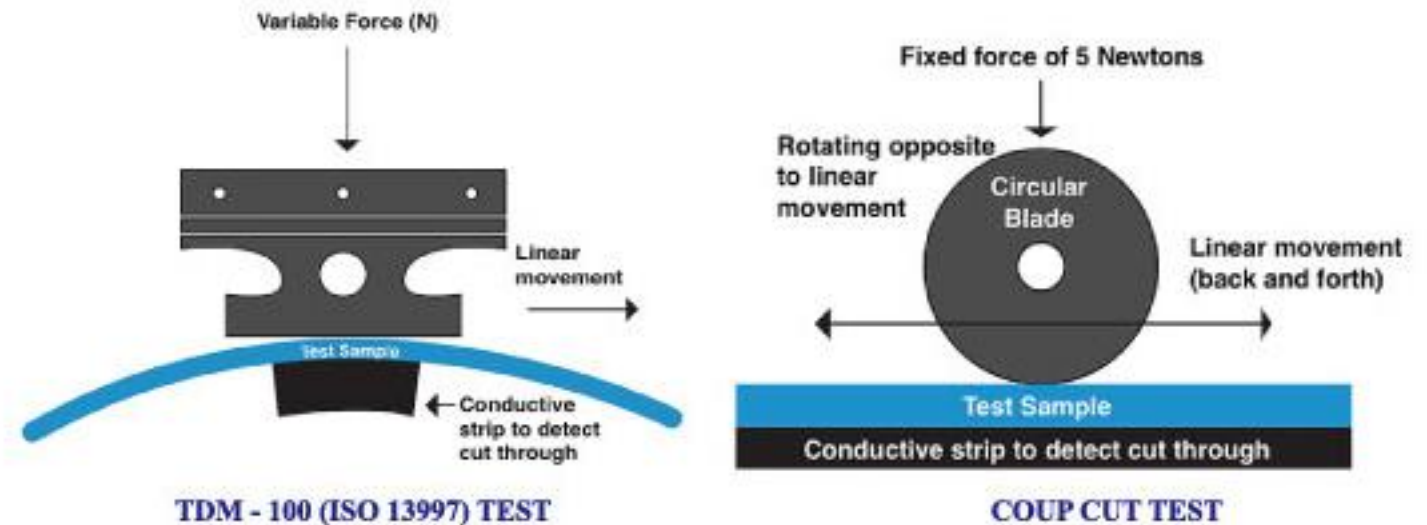 Variable Force (N)
Linear
movement
Test Sample
Conductive
strip to detect
cut through
TDM - 100 (ISO 13997) TEST
Fixed force of 5 Newtons
Rotating opposite
to linear
movement
Circular
Blade
Linear movement
(back and forth)
Test Sample
Conductive strip to detect cut through
COUP CUT TEST